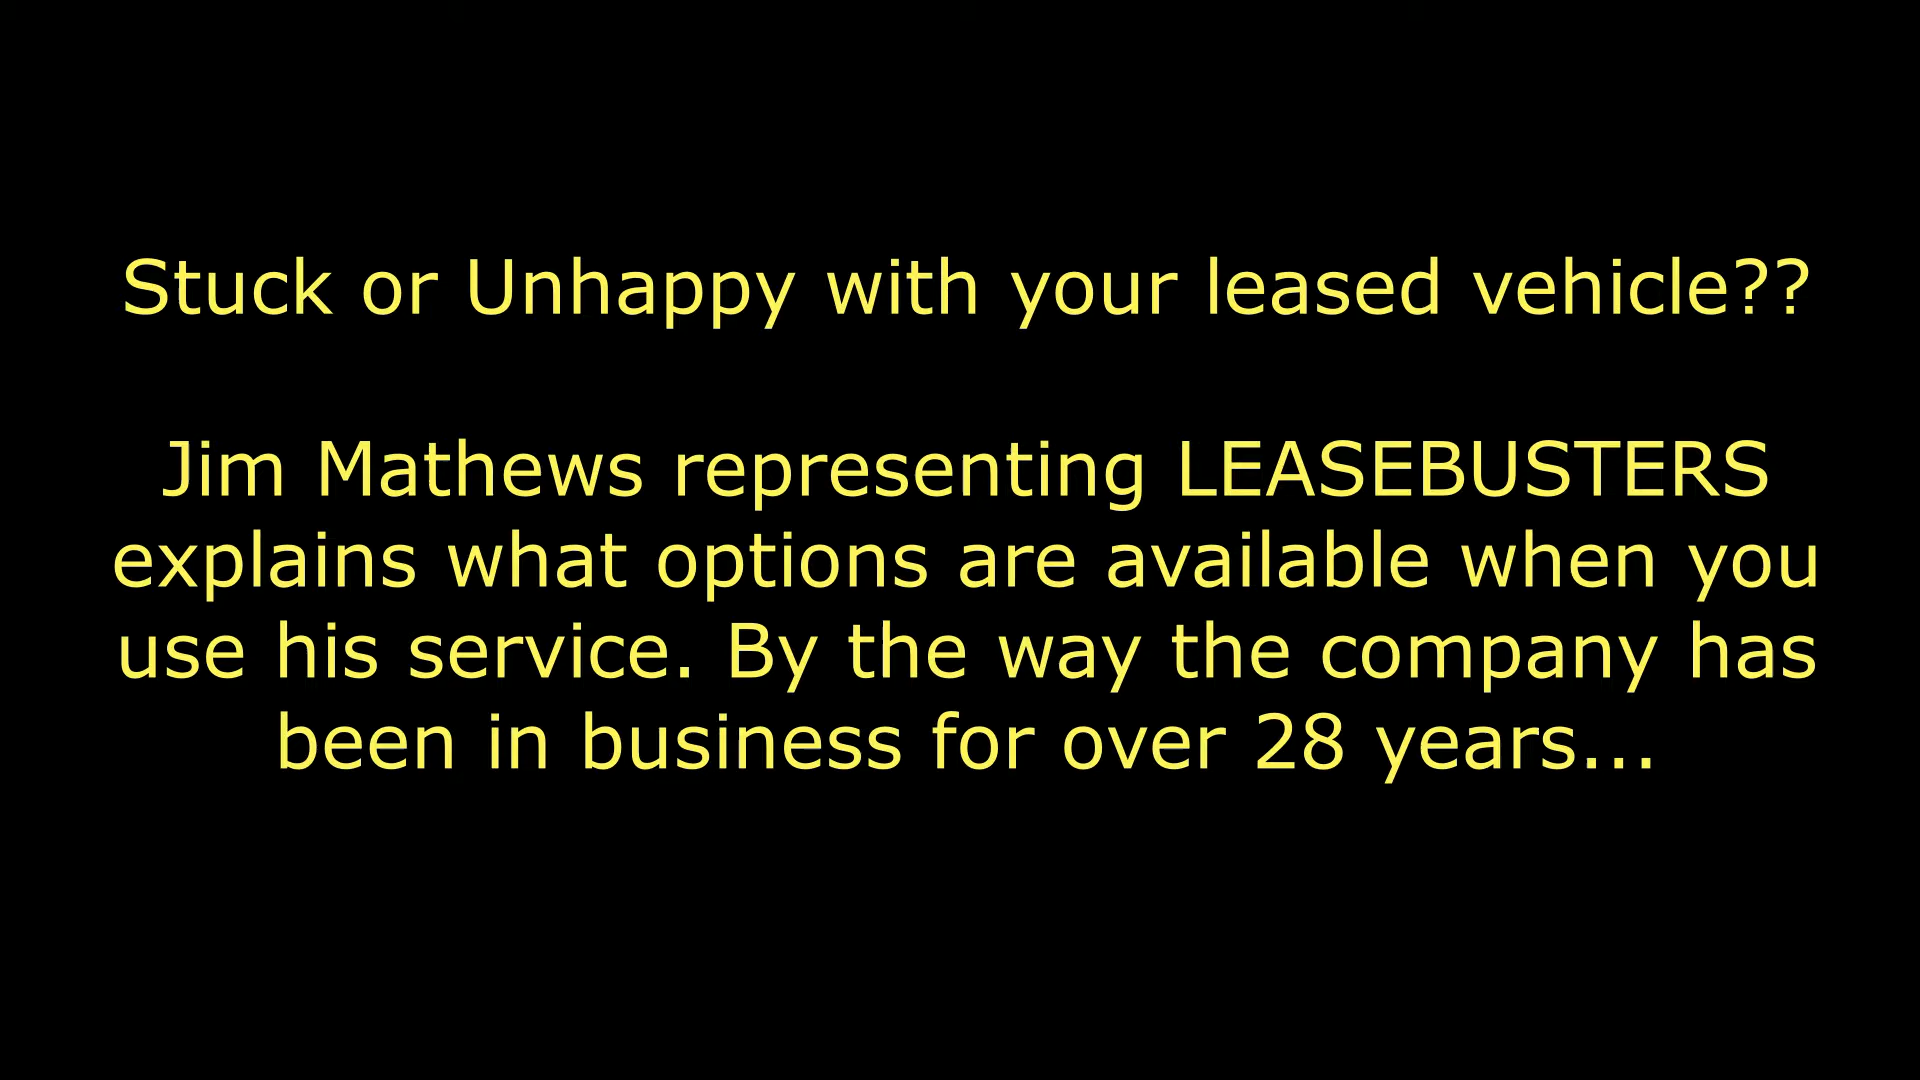 Stuck or Unhappy with your leased vehicle??
Jim Mathews representing LEASEBUSTERS
explains what options are available when you
use his service. By the way the company has
been in business for over 28 years...